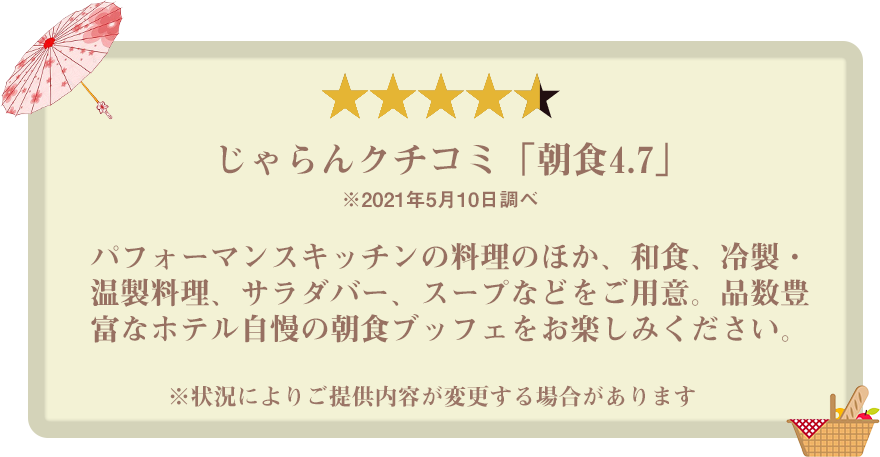 じゃらんクチコミ「朝食4.7」
※2021年5月10日調べ
パフォーマンスキッチンの料理のほか、和食、冷製・
温製料理、サラダバー、スープなどをご用意。品数豊
富なホテル自慢の朝食ブッフェをお楽しみください。
※状況によりご提供内容が変更する場合があります